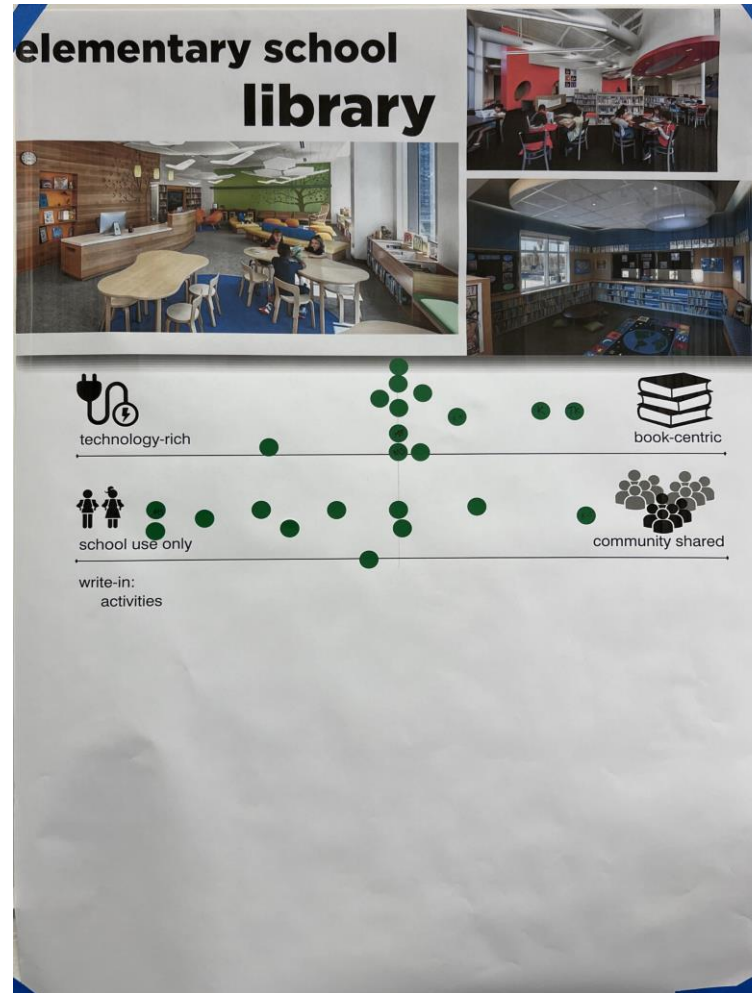 elementary school
library
technology-rich
book-centric
school use only
community shared
write-in:
activities